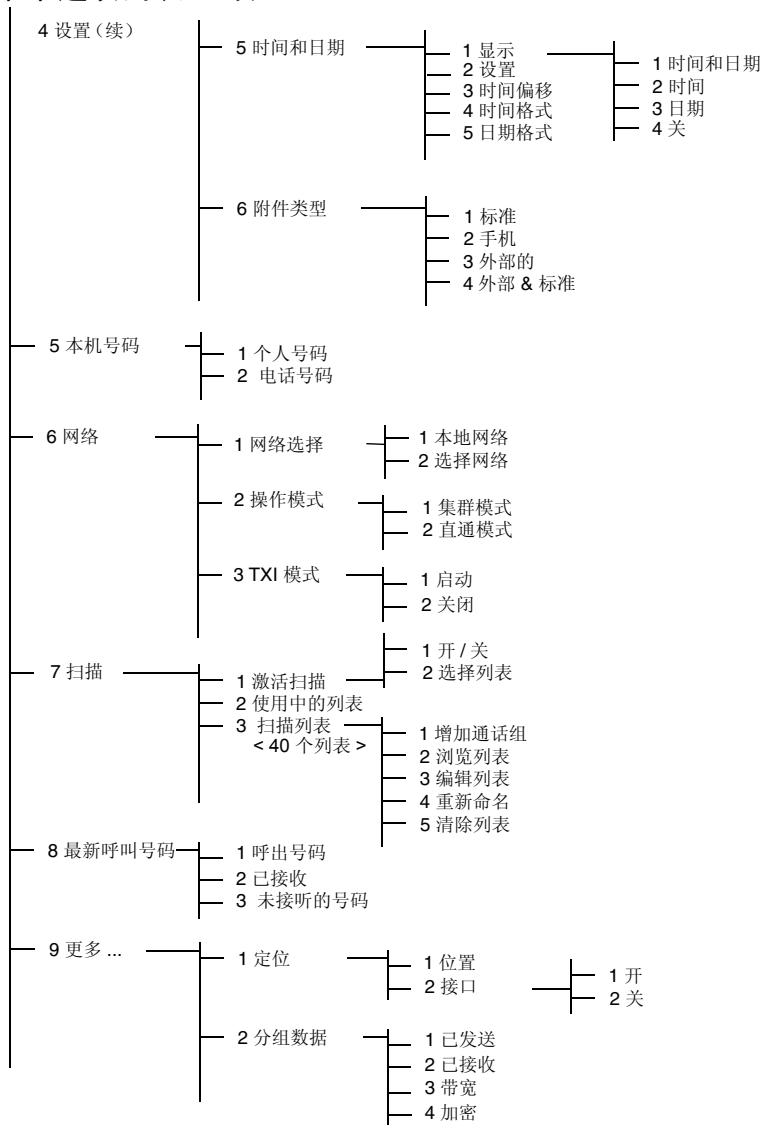 4 设置（续）
5 时间和日期
1 显示
2 设置
3 时间偏移
4 时间格式
5 日期格式
1 时间和日期
2 时间
3 日期
4 关
6 附件类型
1 标准
2 手机
3 外部的
4 外部 & 标准
5 本机号码
1 个人号码
2 电话号码
6 网络
1 网络选择
1 本地网络
2 选择网络
2 操作模式
1 集群模式
2 直通模式
3 TXI 模式
1 启动
2 关闭
7 扫描
1 激活扫描
1 开 / 关
2 选择列表
2 使用中的列表
3 扫描列表
< 40 个列表 >
1 增加通话组
2 浏览列表
3 编辑列表
4 重新命名
5 清除列表
8 最新呼叫号码
1 呼出号码
2 已接收
3 未接听的号码
9 更多 ...
1 定位
1 位置
2 接口
1 开
2 关
2 分组数据
1 已发送
2 已接收
3 带宽
4 加密